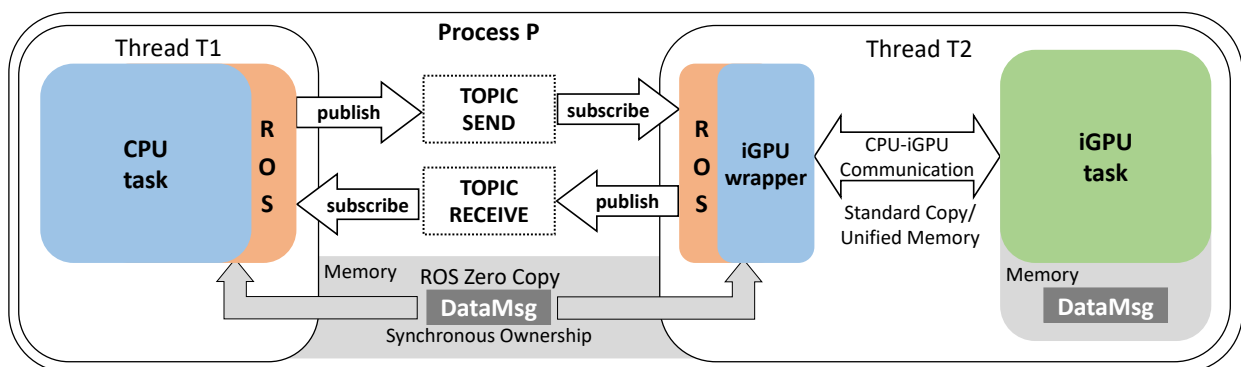 Process P
Thread T1
Thread T2
CPU
task
R
O
S
publish
TOPIC
SEND
subscribe
subscribe
TOPIC
RECEIVE
publish
R
O
S
iGPU
wrapper
CPU-iGPU
Communication
Standard Copy/
Unified Memory
iGPU
task
Memory
ROS Zero Copy
DataMsg
Synchronous Ownership
Memory
DataMsg